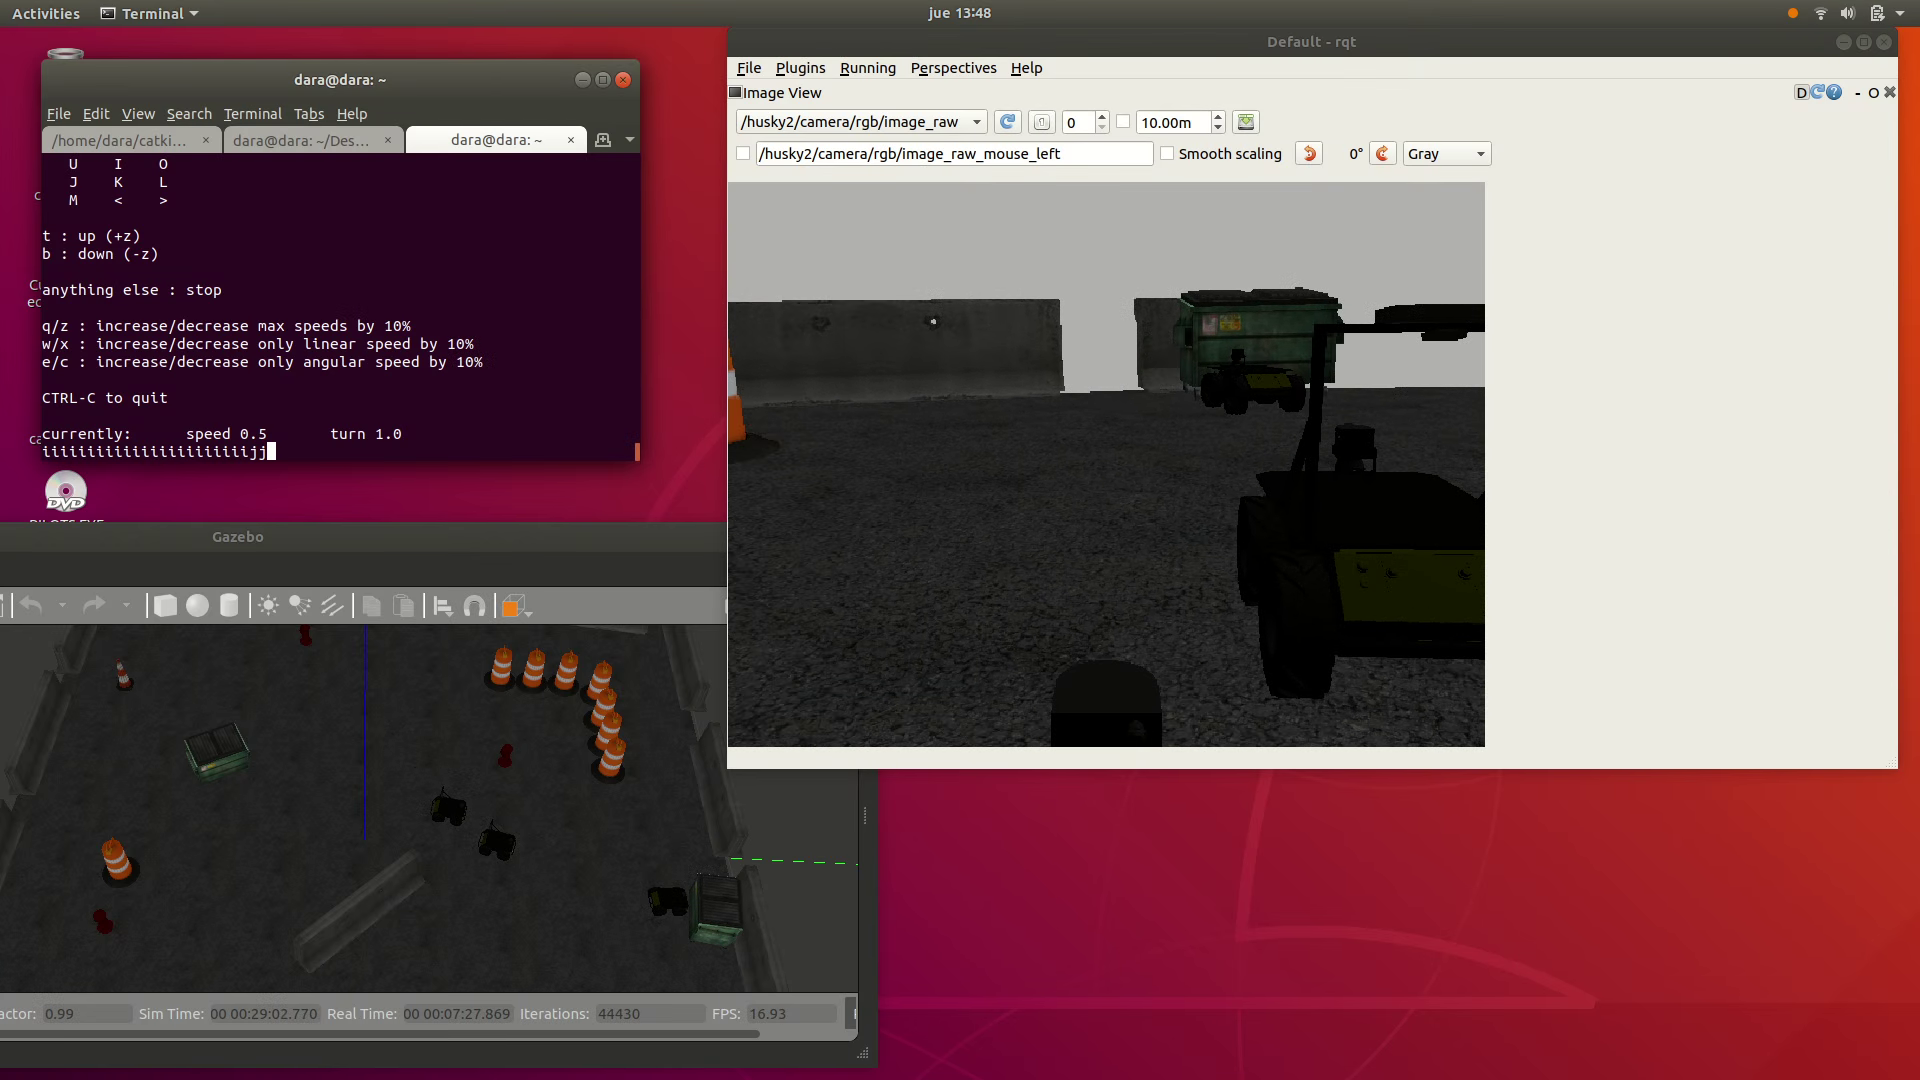 Activities Terminal jue 13:48
dara@dara: ~
File Edit View Search Terminal Tabs Help
/home/dara/catki... × dara@dara: ~/Des... × dara@dara: ~ ×
U I O
J K L
M < >
t : up (+z)
b : down (-z)
anything else : stop
q/z : increase/decrease max speeds by 10%
w/x : increase/decrease only linear speed by 10%
e/c : increase/decrease only angular speed by 10%
CTRL-C to quit
currently: speed 0.5 turn 1.0
iiiiiiiiiiiiiiiiiiiiiiijj
DVD
Default - rqt
File Plugins Running Perspectives Help
Image View
D - O
/husky2/camera/rgb/image_raw 0 10.00m
/husky2/camera/rgb/image_raw_mouse_left Smooth scaling 0° Gray
Gazebo
actor: 0.99 Sim Time: 00 00:29:02.770 Real Time: 00 00:07:27.869 Iterations: 44430 FPS: 16.93